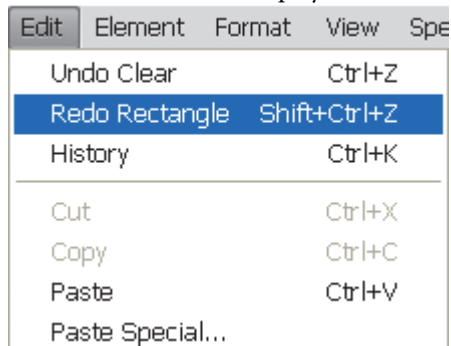 Edit Element Format View Spe
Undo Clear Ctrl+Z
Redo Rectangle Shift+Ctrl+Z
History Ctrl+K
Cut Ctrl+X
Copy Ctrl+C
Paste Ctrl+V
Paste Special...